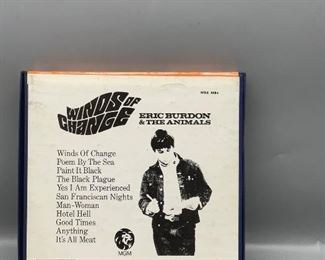 WINDS OF
CHANGE
ERIC BURDON
& THE ANIMALS
Winds Of Change
Poem By The Sea
Paint It Black
The Black Plague
Yes I Am Experienced
San Franciscan Nights
Man-Woman
Hotel Hell
Good Times
Anything
It's All Meat
MGM